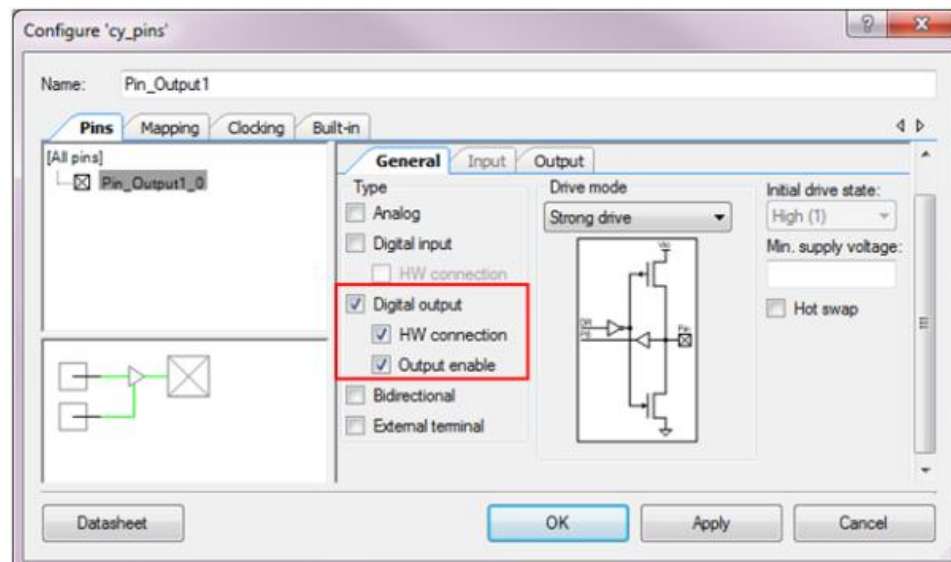 Configure 'cy_pins'
?
Name: Pin_Output1
Pins Mapping Clocking Built-in
[All pins]
Pin_Output1_0
General Input Output
Type
Analog
Digital input
HW connection
Digital output
HW connection
Output enable
Bidirectional
External terminal
Drive mode
Strong drive
Vio
Pin
Initial drive state:
High (1)
Min. supply voltage:
Hot swap
Datasheet OK Apply Cancel